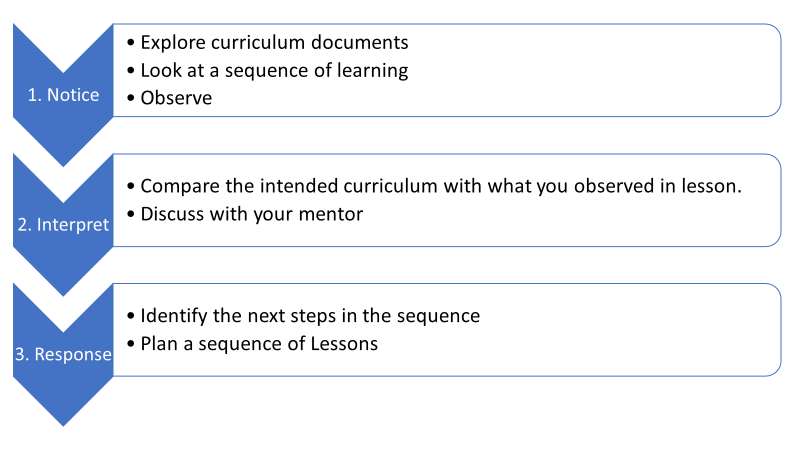 1. Notice
• Explore curriculum documents
• Look at a sequence of learning
• Observe
2. Interpret
• Compare the intended curriculum with what you observed in lesson.
• Discuss with your mentor
3. Response
• Identify the next steps in the sequence
• Plan a sequence of Lessons